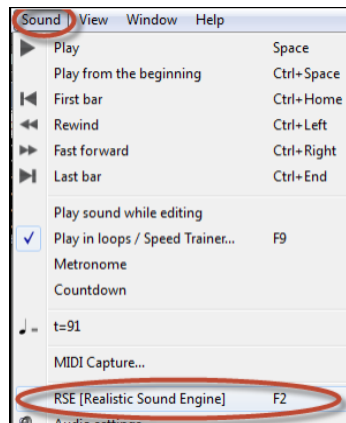 Sound View Window Help
Play Space
Play from the beginning Ctrl+Space
First bar Ctrl+Home
Rewind Ctrl+Left
Fast forward Ctrl+Right
Last bar Ctrl+End
Play sound while editing
Play in loops / Speed Trainer... F9
Metronome
Countdown
= t=91
MIDI Capture...
RSE [Realistic Sound Engine] F2
Audio settings